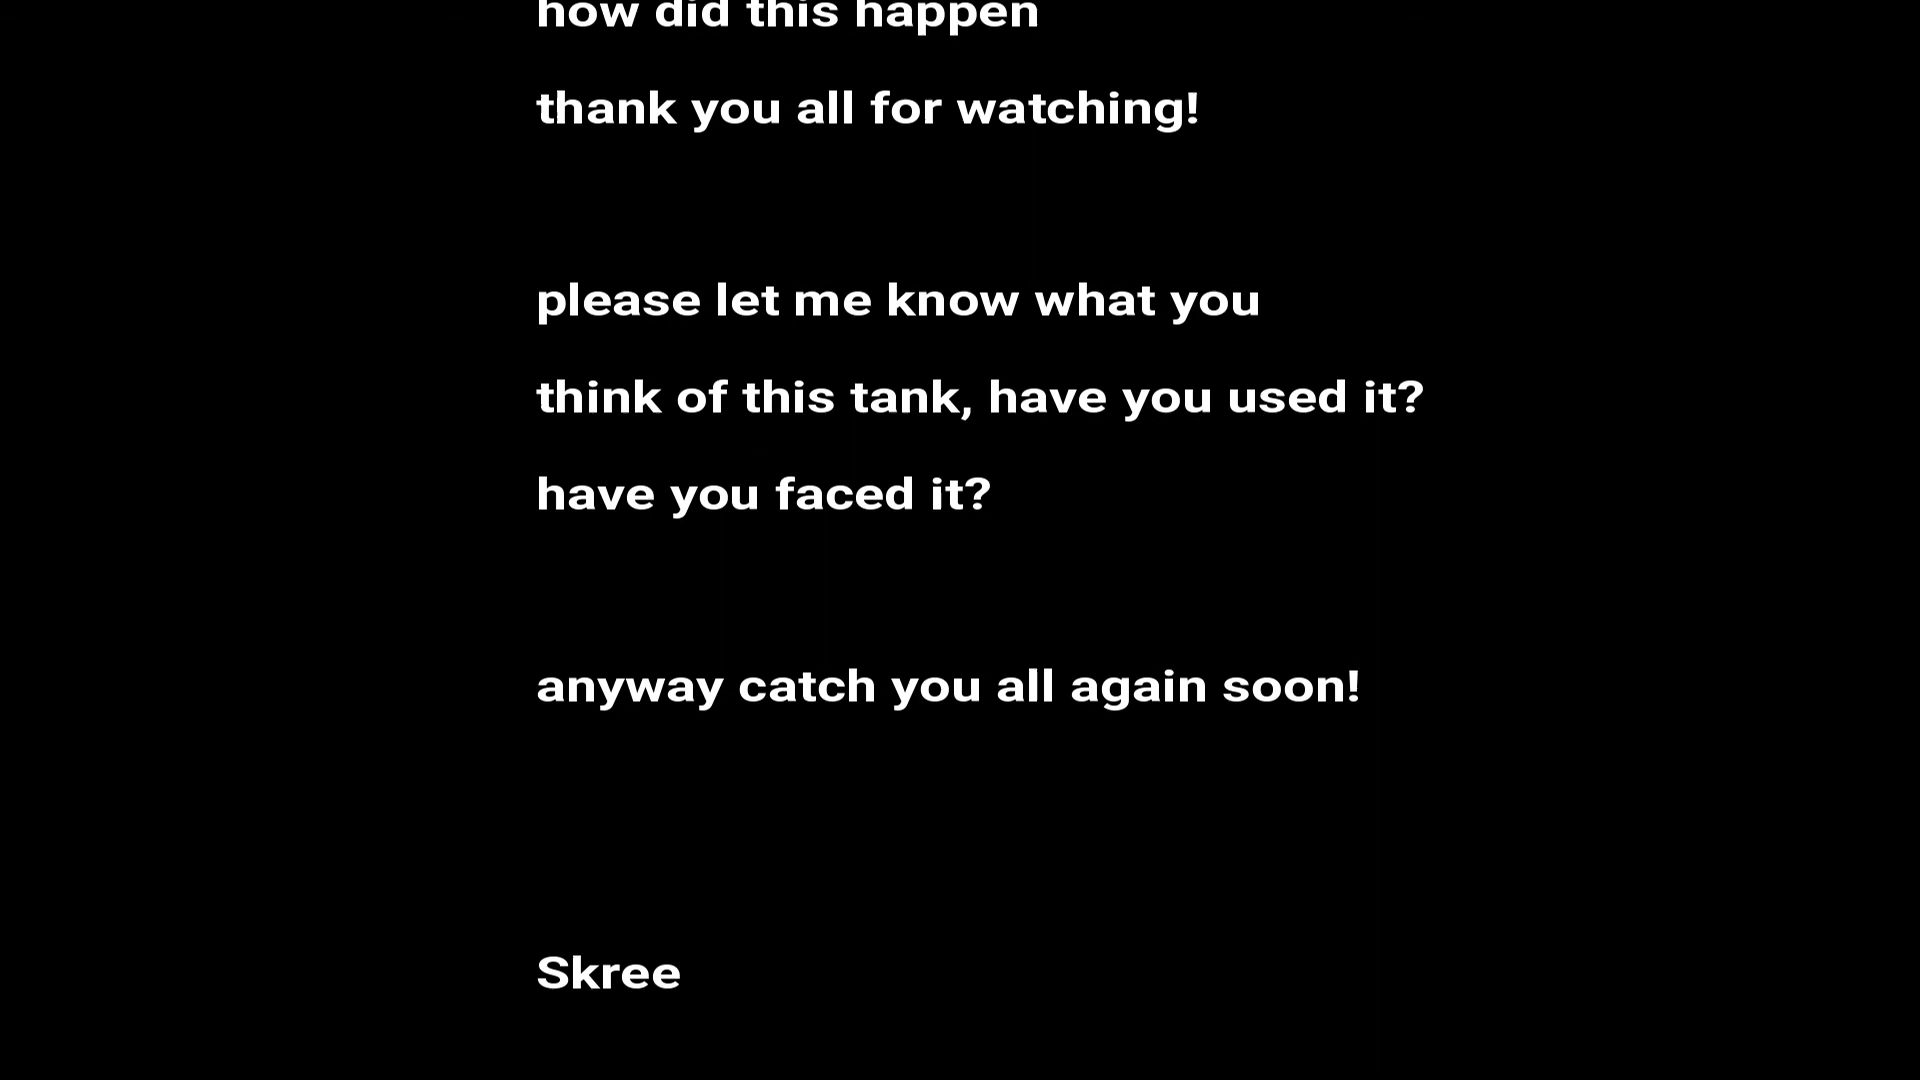 how did this happen
thank you all for watching!
please let me know what you
think of this tank, have you used it?
have you faced it?
anyway catch you all again soon!
Skree